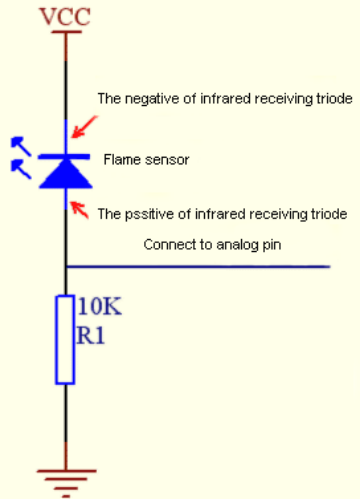 VCC
The negative of infrared receiving triode
Flame sensor
The pssitive of infrared receiving triode
Connect to analog pin
10K
R1